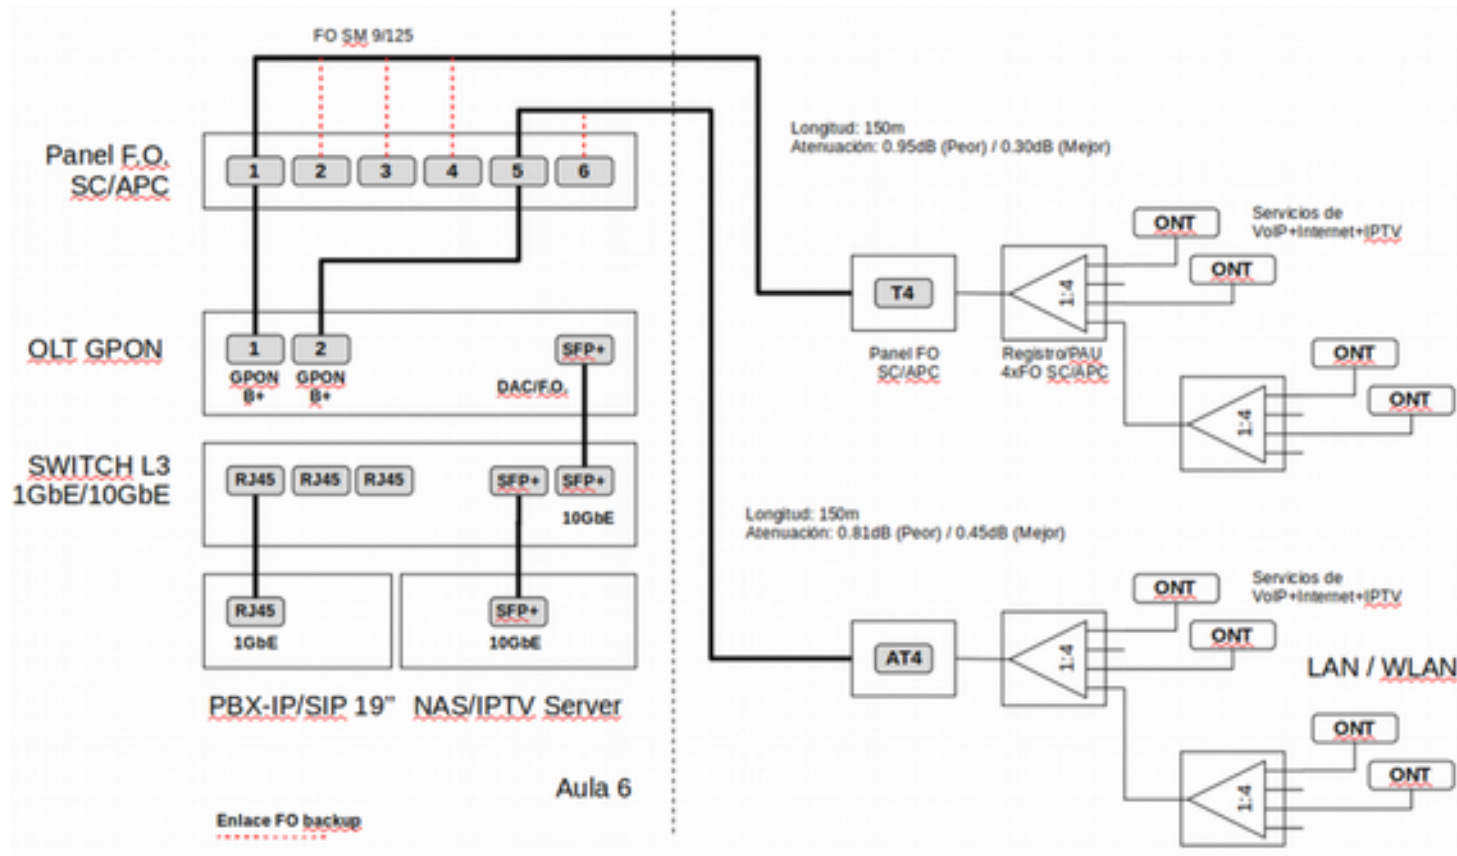 FO SM 9/125
Panel F.O.
SC/APC
1
2
3
4
5
6
OLT GPON
1
2
SFP+
GPON
B+
GPON
B+
DAC/F.O.
SWITCH L3
1GbE/10GbE
RJ45
RJ45
RJ45
SFP+
SFP+
10GbE
RJ45
1GbE
SFP+
10GbE
PBX-IP/SIP 19"
NAS/IPTV Server
Aula 6
Enlace FO backup
Longitud: 150m
Atenuación: 0.95dB (Peor) / 0.30dB (Mejor)
T4
Panel FO
SC/APC
1:4
Registro/PAU
4xFO SC/APC
ONT
ONT
Servicios de
VoIP+Internet+IPTV
1:4
ONT
ONT
Longitud: 150m
Atenuación: 0.81dB (Peor) / 0.45dB (Mejor)
AT4
1:4
ONT
ONT
Servicios de
VoIP+Internet+IPTV
LAN / WLAN
1:4
ONT
ONT